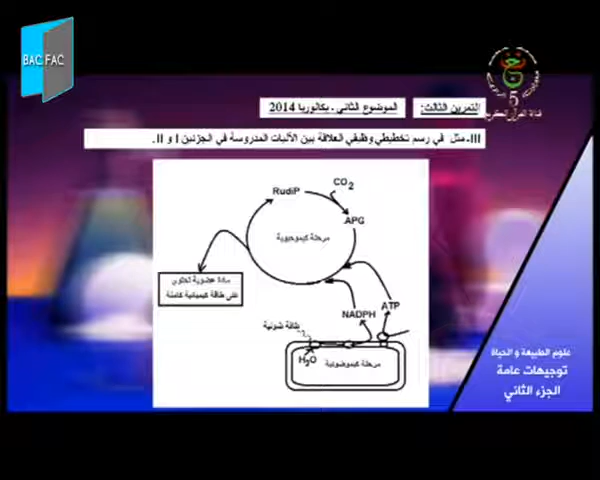 BAC FAC
5
التمرين الثالث:
الموضوع الثاني ـ بكالوريا 2014
III ـ مثل في رسم تخطيطي وظيفي العلاقة بين الآليات المدروسة في الجزئين I و II.
CO2
RudiP
APG
مرحلة كيموحيوية
مادة عضوية تحتوي
على طاقة كيميائية كامنة
ATP
NADPH
طاقة ضوئية
H2O
مرحلة كيموضوئية
علوم الطبيعة و الحياة
توجيهات عامة
الجزء الثاني